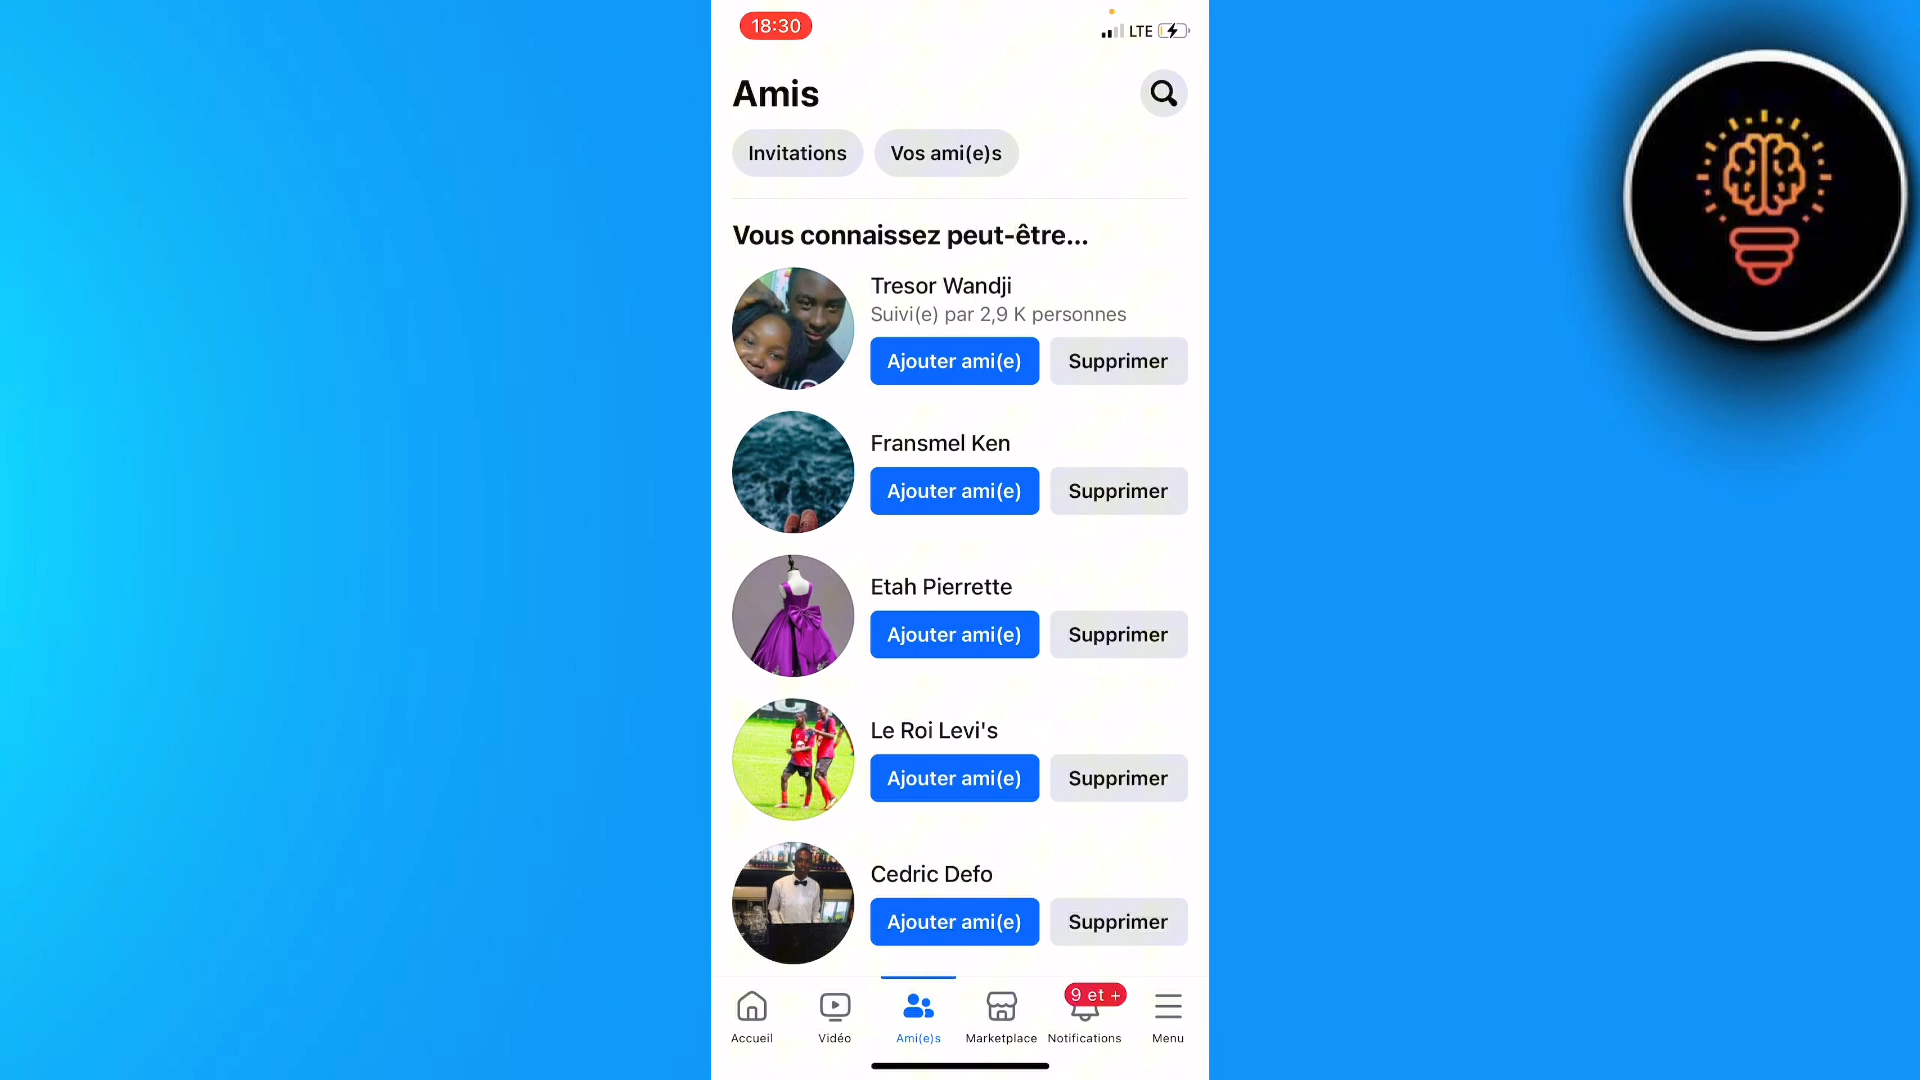 18:30
LTE
Amis
Invitations
Vos ami(e)s
Vous connaissez peut-être...
Tresor Wandji
Suivi(e) par 2,9 K personnes
Ajouter ami(e)
Supprimer
Fransmel Ken
Ajouter ami(e)
Supprimer
Etah Pierrette
Ajouter ami(e)
Supprimer
Le Roi Levi's
Ajouter ami(e)
Supprimer
Cedric Defo
Ajouter ami(e)
Supprimer
9 et +
Accueil
Vidéo
Ami(e)s
Marketplace
Notifications
Menu